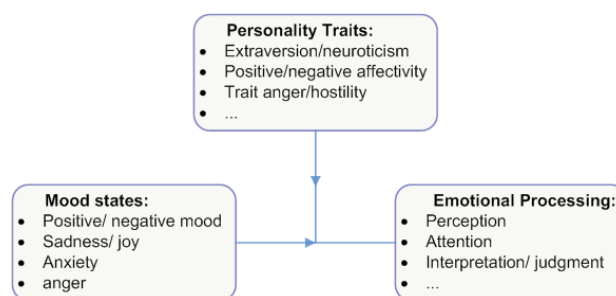 Personality Traits:
• Extraversion/neuroticism
• Positive/negative affectivity
• Trait anger/hostility
• ...
Mood states:
• Positive/ negative mood
• Sadness/ joy
• Anxiety
• anger
Emotional Processing:
• Perception
• Attention
• Interpretation/ judgment
• ...